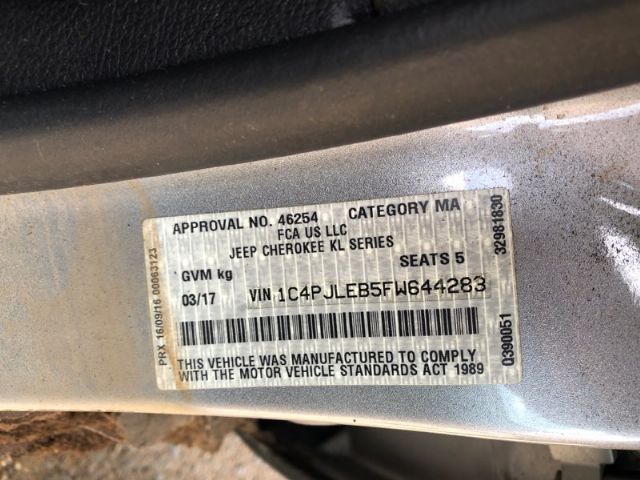 APPROVAL NO. 46254 CATEGORY MA
FCA US LLC
JEEP CHEROKEE KL SERIES
GVM kg SEATS 5
03/17 VIN 1C4PJLEB5FW644283
THIS VEHICLE WAS MANUFACTURED TO COMPLY
WITH THE MOTOR VEHICLE STANDARDS ACT 1989
PRX 16/09/16 00063123
32981830
0390051